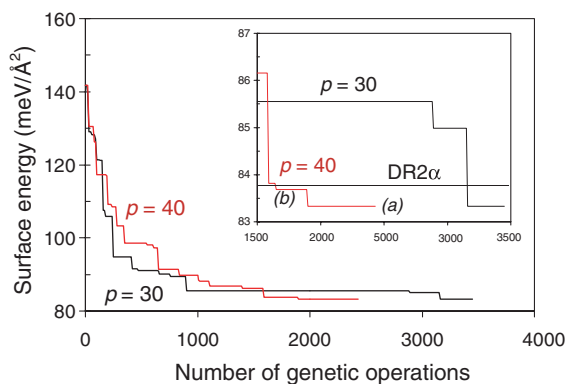 Surface energy (meV/Å²)
160
140
120
100
80
0
1000
2000
3000
4000
Number of genetic operations
p = 40
p = 30
87
86
85
84
83
1500
2000
5000
3000
3500
p = 30
p = 40
DR2α
(b)
(a)